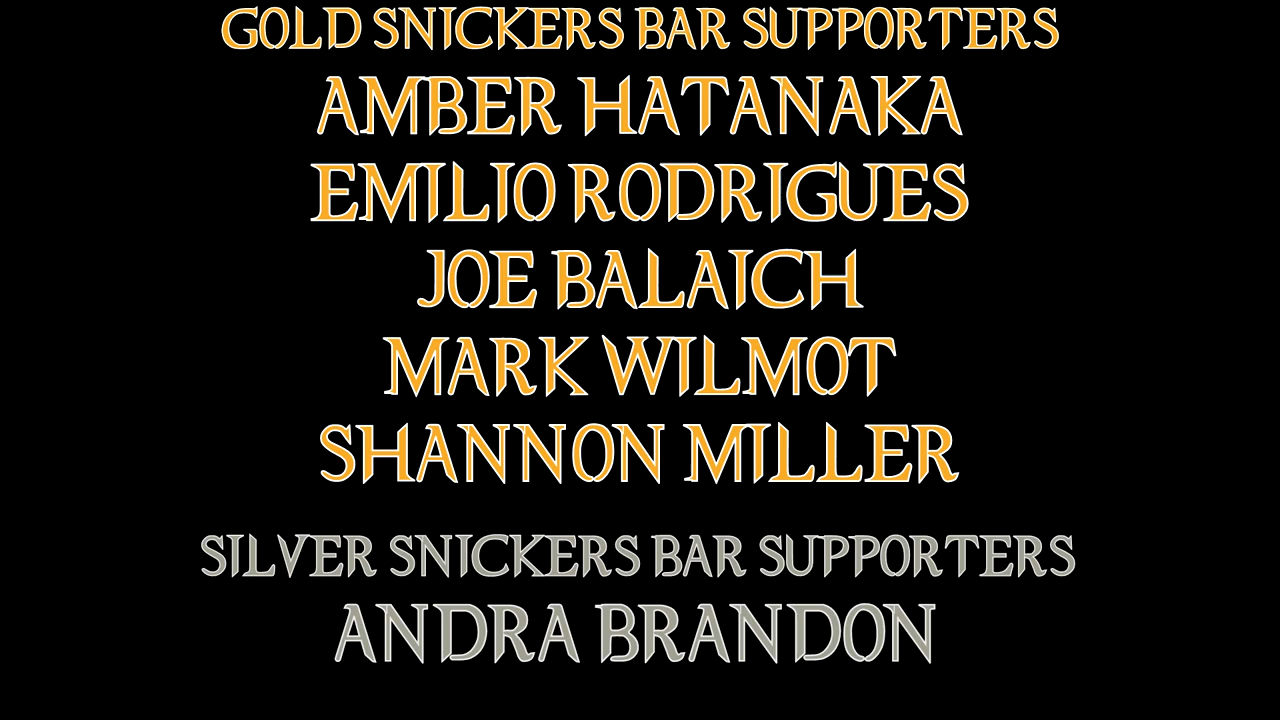 GOLD SNICKERS BAR SUPPORTERS
AMBER HATANAKA
EMILIO RODRIGUES
JOE BALAICH
MARK WILMOT
SHANNON MILLER
SILVER SNICKERS BAR SUPPORTERS
ANDRA BRANDON